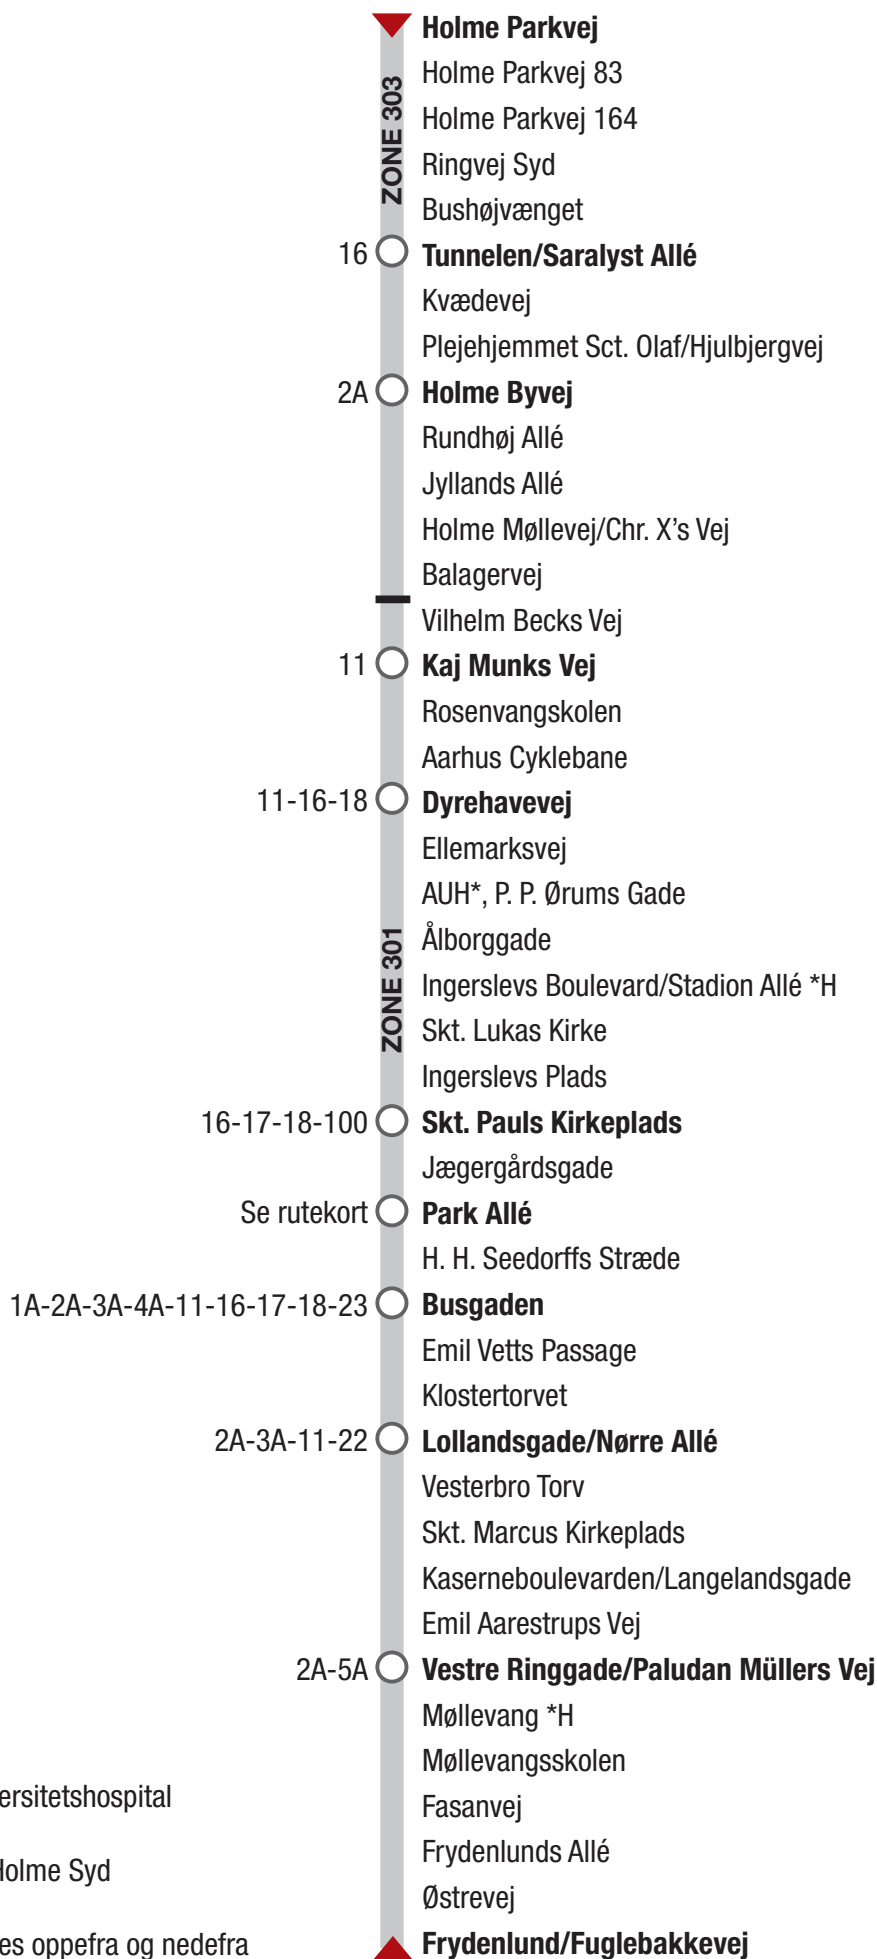 Holme Parkvej
Holme Parkvej 83
Holme Parkvej 164
Ringvej Syd
Bushøjvænget
ZONE 303
16 Tunnelen/Saralyst Allé
Kvædevej
Plejehjemmet Sct. Olaf/Hjulbjergvej
2A Holme Byvej
Rundhøj Allé
Jyllands Allé
Holme Møllevej/Chr. X’s Vej
Balagervej
Vilhelm Becks Vej
11 Kaj Munks Vej
Rosenvangskolen
Aarhus Cyklebane
11-16-18 Dyrehavevej
Ellemarksvej
AUH*, P. P. Ørums Gade
Ålborggade
ZONE 301
Ingerslevs Boulevard/Stadion Allé *H
Skt. Lukas Kirke
Ingerslevs Plads
16-17-18-100 Skt. Pauls Kirkeplads
Jægergårdsgade
Se rutekort Park Allé
H. H. Seedorffs Stræde
1A-2A-3A-4A-11-16-17-18-23 Busgaden
Emil Vetts Passage
Klostertorvet
2A-3A-11-22 Lollandsgade/Nørre Allé
Vesterbro Torv
Skt. Marcus Kirkeplads
Kaserneboulevarden/Langelandsgade
Emil Aarestrups Vej
2A-5A Vestre Ringgade/Paludan Müllers Vej
Møllevang *H
Møllevangsskolen
ersitetshospital
Fasanvej
Frydenlunds Allé
Holme Syd
Østrevej
es oppefra og nedefra
Frydenlund/Fuglebakkevej